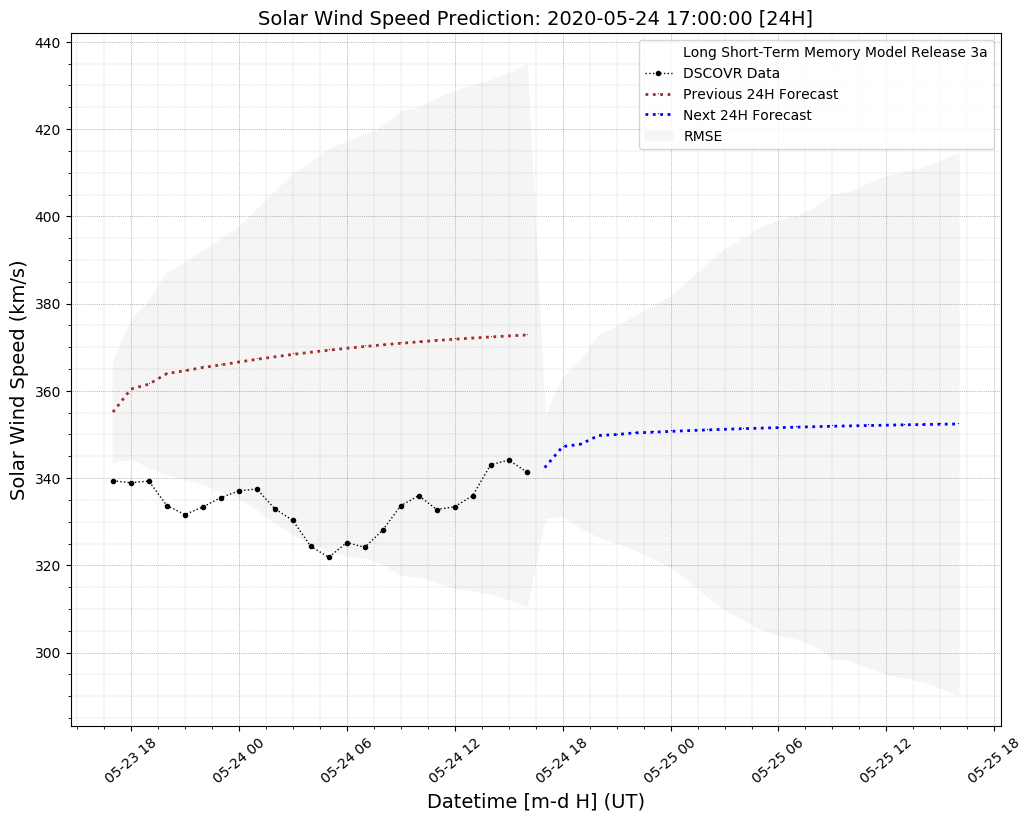 Solar Wind Speed Prediction: 2020-05-24 17:00:00 [24H]
Long Short-Term Memory Model Release 3a
DSCOVR Data
Previous 24H Forecast
Next 24H Forecast
RMSE
Solar Wind Speed (km/s)
440
420
400
380
360
340
320
300
05-23 18
05-24 00
05-24 06
05-24 12
05-24 18
05-25 00
05-25 06
05-25 12
05-25 18
Datetime [m-d H] (UT)